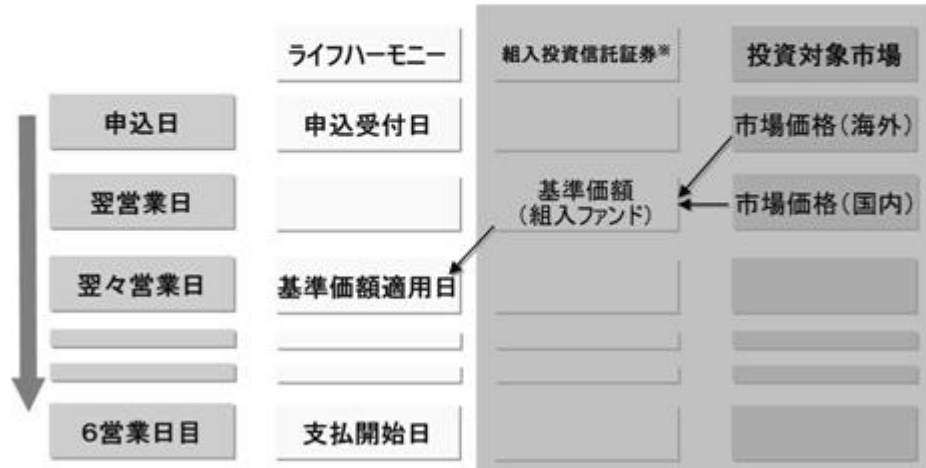 ライフハーモニー 組入投資信託証券※ 投資対象市場
申込日 申込受付日 市場価格(海外)
翌営業日 基準価額
(組入ファンド) 市場価格(国内)
翌々営業日 基準価額適用日
6営業日目 支払開始日